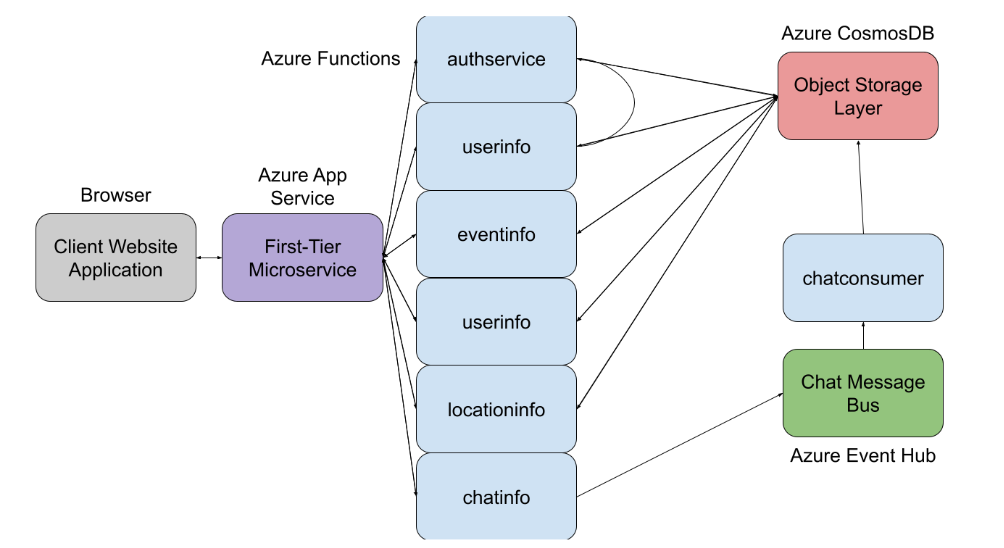 Azure CosmosDB
Azure Functions
authservice
Object Storage
Layer
userinfo
Azure App
Service
Browser
eventinfo
Client Website
Application
First-Tier
Microservice
chatconsumer
userinfo
Chat Message
Bus
locationinfo
Azure Event Hub
chatinfo